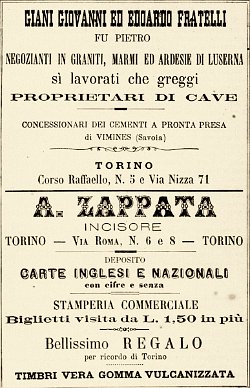 GIANI GIOVANNI ED EDOARDO FRATELLI
FU PIETRO
NEGOZIANTI IN GRANITI, MARMI ED ARDESIE DI LUSERNA
sì lavorati che greggi
PROPRIETARI DI CAVE
CONCESSIONARI DEI CEMENTI A PRONTA PRESA
di VIMINES (Savoia)
TORINO
Corso Raffaello, N. 5 e Via Nizza 71
A. ZAPPATA
INCISORE
TORINO — VIA ROMA, N. 6 e 8 — TORINO
DEPOSITO
CARTE INGLESI E NAZIONALI
con cifre e senza
STAMPERIA COMMERCIALE
Biglietti visita da L. 1,50 in più
Bellissimo REGALO
per ricordo di Torino
TIMBRI VERA GOMMA VULCANIZZATA